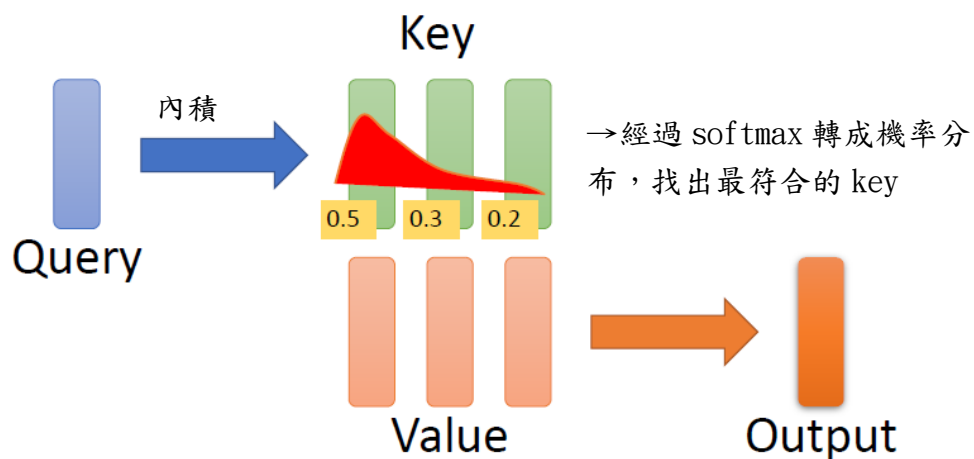 Key
內積
→經過 softmax 轉成機率分
布，找出最符合的 key
0.5
0.3
0.2
Query
Value
Output